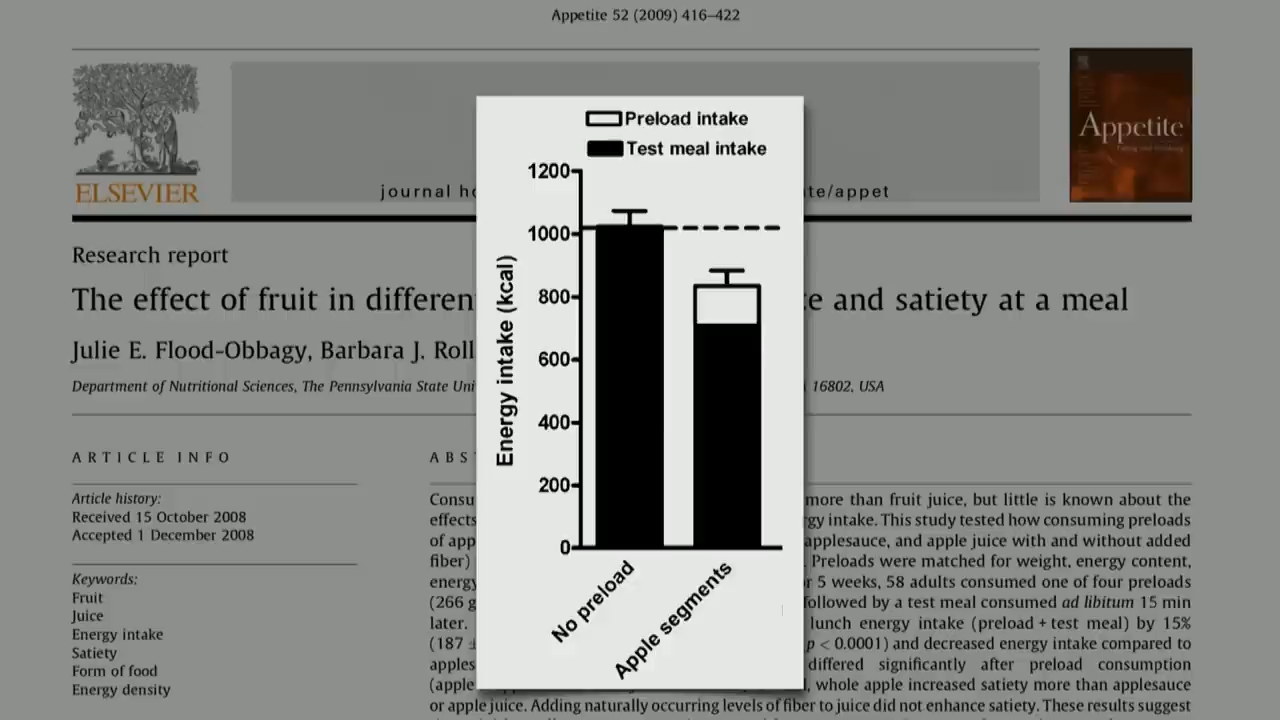 Appetite 52 (2009) 416–422
ELSEVIER
journal ho
te/appet
Appetite
Research report
The effect of fruit in differen
e and satiety at a meal
Julie E. Flood-Obbagy, Barbara J. Roll
Department of Nutritional Sciences, The Pennsylvania State Uni
16802, USA
Preload intake
Test meal intake
1200
1000
800
600
400
200
0
Energy intake (kcal)
No preload
Apple segments
ARTICLE INFO
Article history:
Received 15 October 2008
Accepted 1 December 2008
Keywords:
Fruit
Juice
Energy intake
Satiety
Form of food
Energy density
ABS
Consu
more than fruit juice, but little is known about the
effects
gy intake. This study tested how consuming preloads
of app
applesauce, and apple juice with and without added
fiber)
Preloads were matched for weight, energy content,
energy
r 5 weeks, 58 adults consumed one of four preloads
(266 g
followed by a test meal consumed ad libitum 15 min
later.
lunch energy intake (preload + test meal) by 15%
(187 ±
p < 0.0001) and decreased energy intake compared to
apples
differed significantly after preload consumption
(apple
, whole apple increased satiety more than applesauce
or apple juice. Adding naturally occurring levels of fiber to juice did not enhance satiety. These results suggest